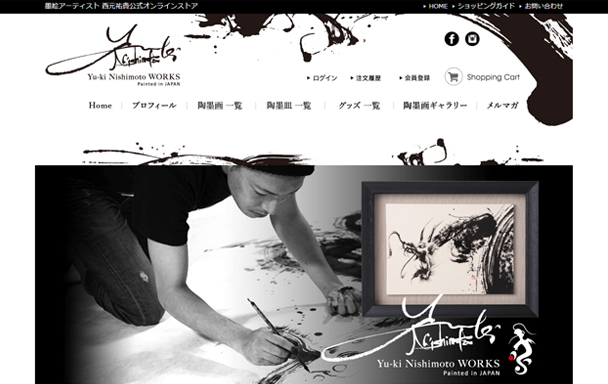 墨絵アーティスト 西元祐貴公式オンラインストア
HOME ショッピングガイド お問い合わせ
Yu-ki Nishimoto WORKS
Painted in JAPAN
ログイン 注文履歴 会員登録 Shopping Cart
Home プロフィール 陶墨画 一覧 陶墨皿 一覧 グッズ 一覧 陶墨画ギャラリー メルマガ
Yu-ki Nishimoto WORKS
Painted in JAPAN